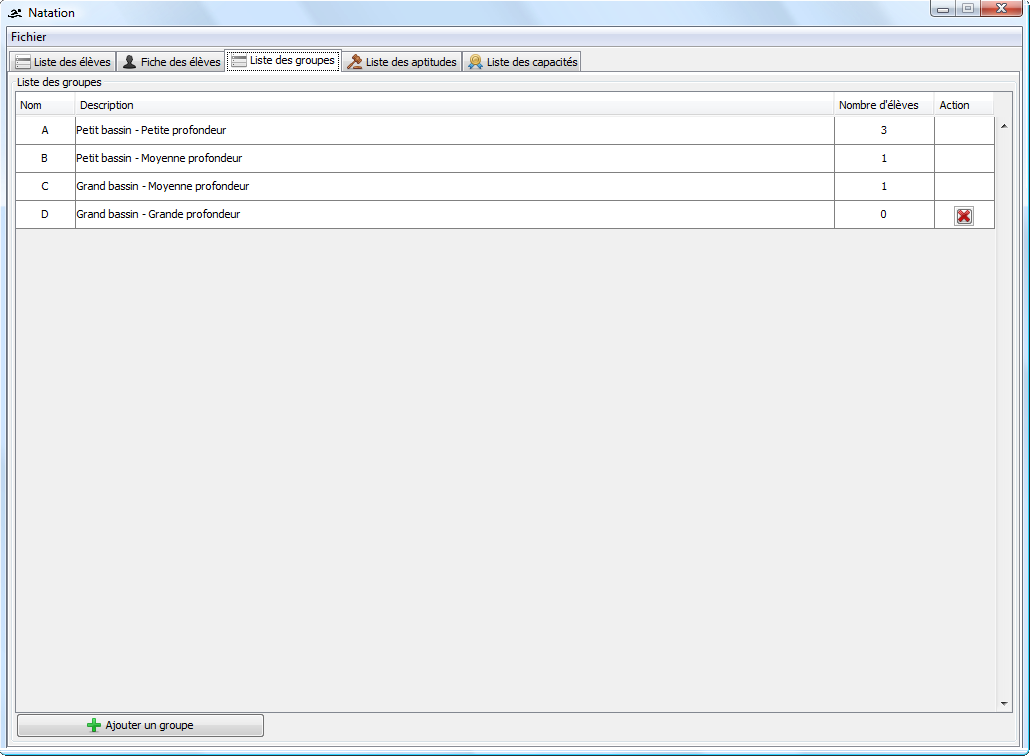 Natation
Fichier
Liste des élèves Fiche des élèves Liste des groupes Liste des aptitudes Liste des capacités
Liste des groupes
Nom Description Nombre d'élèves Action
A Petit bassin - Petite profondeur 3
B Petit bassin - Moyenne profondeur 1
C Grand bassin - Moyenne profondeur 1
D Grand bassin - Grande profondeur 0
Ajouter un groupe